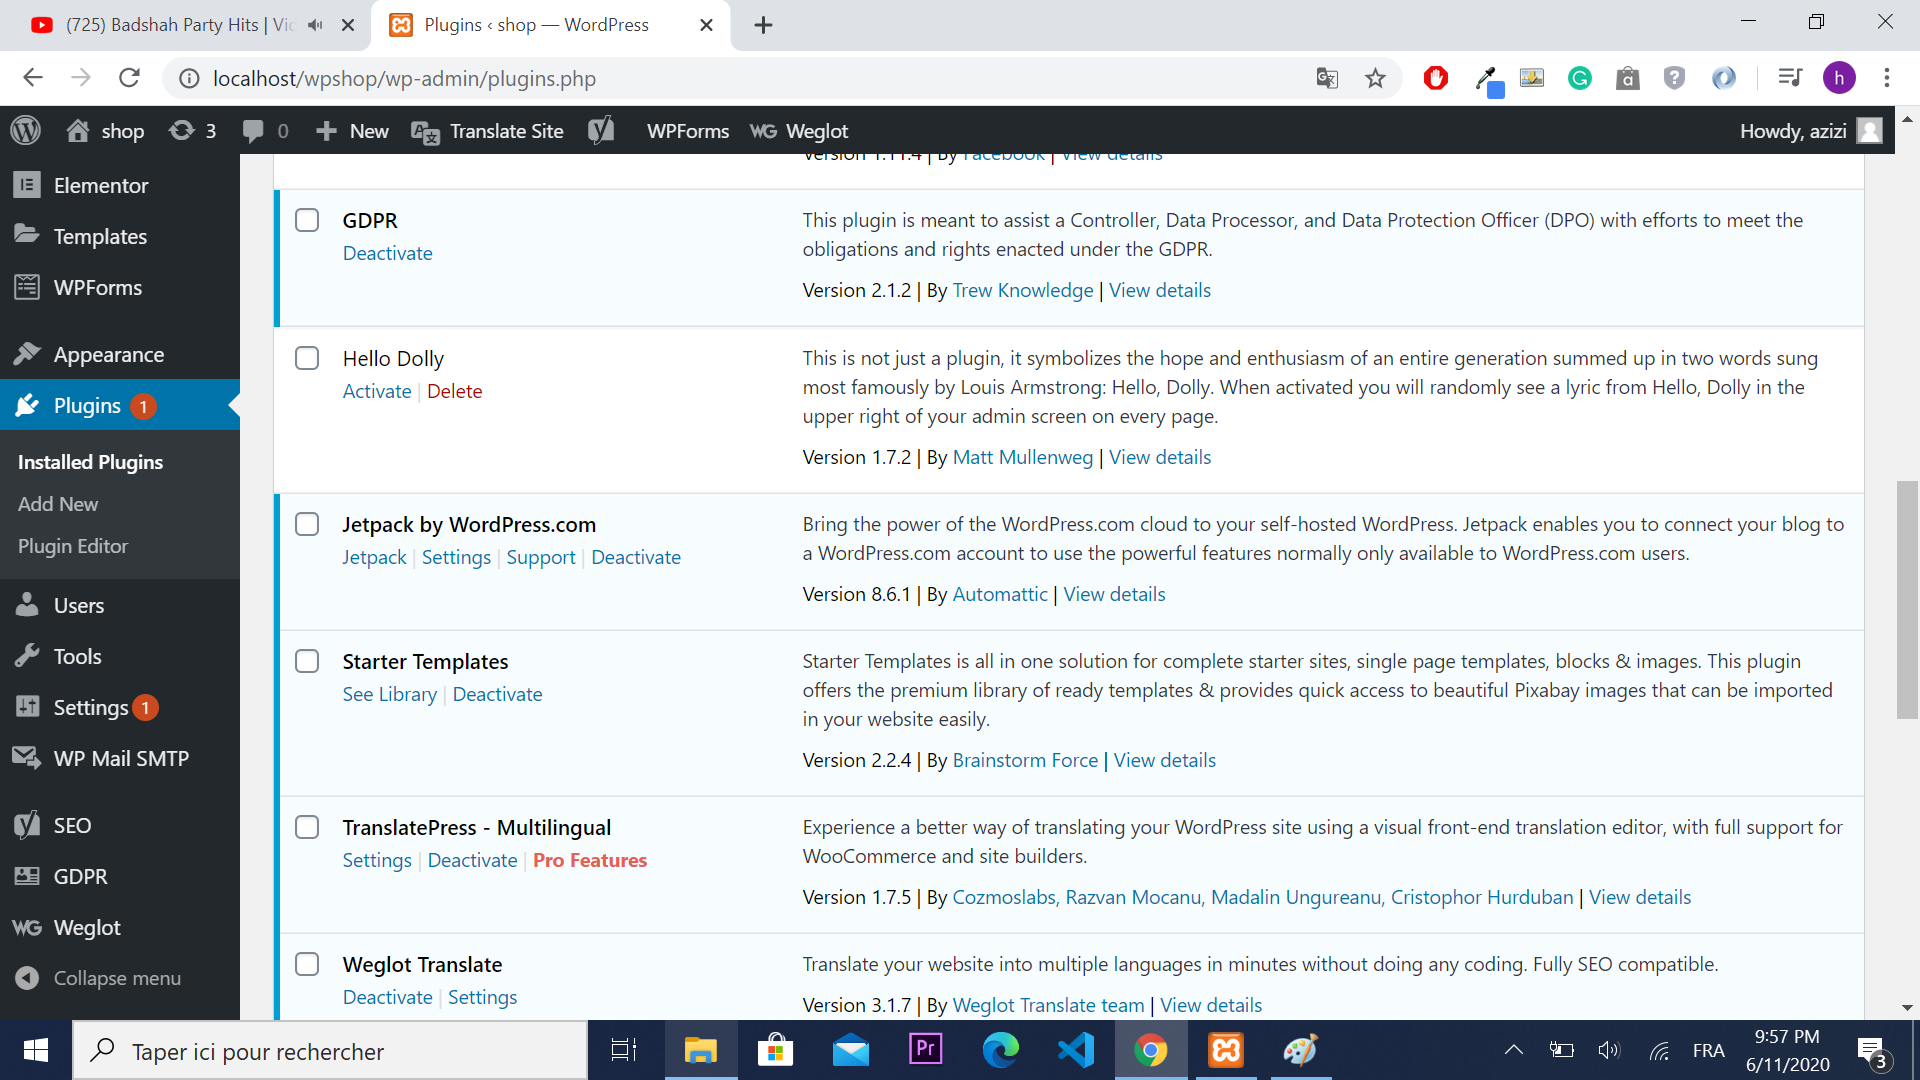 (725) Badshah Party Hits | Vic
Plugins ‹ shop — WordPress
localhost/wpshop/wp-admin/plugins.php
h
shop
3
0
New
Translate Site
WPForms
WG Weglot
Howdy, azizi
Elementor
Templates
WPForms
Appearance
Plugins 1
Installed Plugins
Add New
Plugin Editor
Users
Tools
Settings 1
WP Mail SMTP
SEO
GDPR
WG Weglot
Collapse menu
Version 1.11.4 | By Facebook | View details
GDPR
Deactivate
This plugin is meant to assist a Controller, Data Processor, and Data Protection Officer (DPO) with efforts to meet the
obligations and rights enacted under the GDPR.
Version 2.1.2 | By Trew Knowledge | View details
Hello Dolly
Activate | Delete
This is not just a plugin, it symbolizes the hope and enthusiasm of an entire generation summed up in two words sung
most famously by Louis Armstrong: Hello, Dolly. When activated you will randomly see a lyric from Hello, Dolly in the
upper right of your admin screen on every page.
Version 1.7.2 | By Matt Mullenweg | View details
Jetpack by WordPress.com
Jetpack | Settings | Support | Deactivate
Bring the power of the WordPress.com cloud to your self-hosted WordPress. Jetpack enables you to connect your blog to
a WordPress.com account to use the powerful features normally only available to WordPress.com users.
Version 8.6.1 | By Automattic | View details
Starter Templates
See Library | Deactivate
Starter Templates is all in one solution for complete starter sites, single page templates, blocks & images. This plugin
offers the premium library of ready templates & provides quick access to beautiful Pixabay images that can be imported
in your website easily.
Version 2.2.4 | By Brainstorm Force | View details
TranslatePress - Multilingual
Settings | Deactivate | Pro Features
Experience a better way of translating your WordPress site using a visual front-end translation editor, with full support for
WooCommerce and site builders.
Version 1.7.5 | By Cozmoslabs, Razvan Mocanu, Madalin Ungureanu, Cristophor Hurduban | View details
Weglot Translate
Deactivate | Settings
Translate your website into multiple languages in minutes without doing any coding. Fully SEO compatible.
Version 3.1.7 | By Weglot Translate team | View details
Taper ici pour rechercher
Pr
FRA
9:57 PM
6/11/2020
3